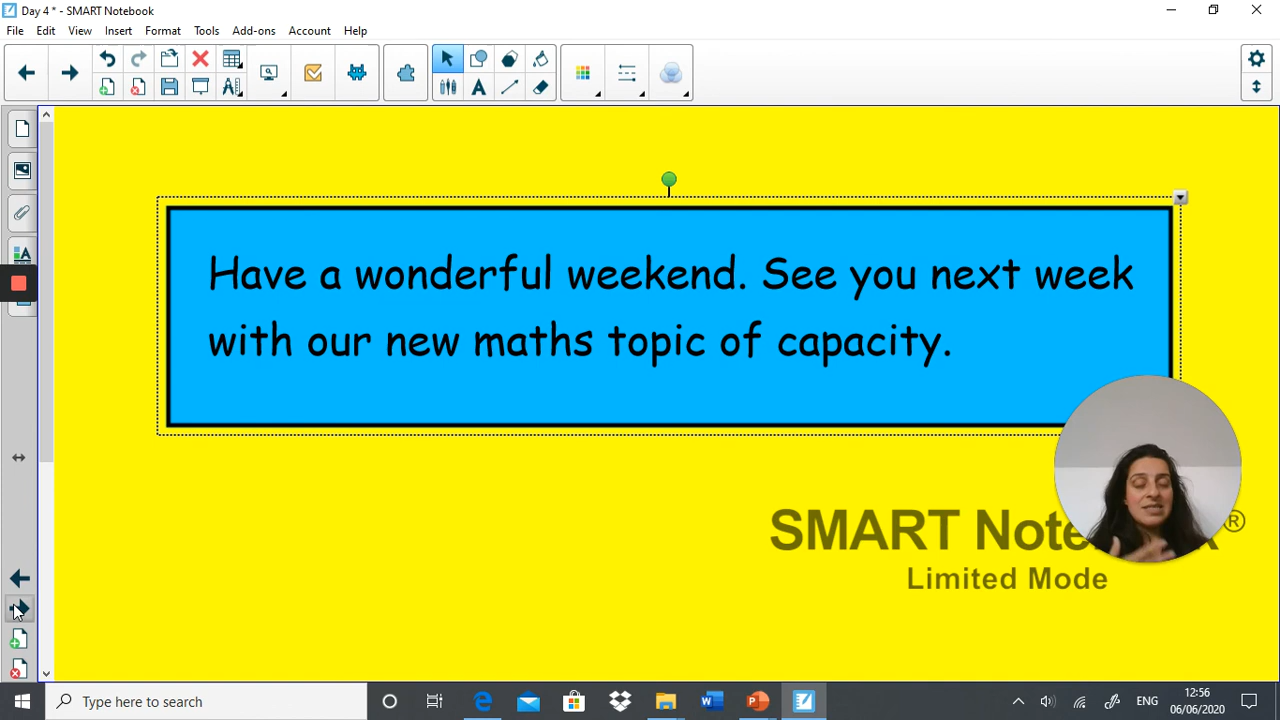 Day 4 * - SMART Notebook
File Edit View Insert Format Tools Add-ons Account Help
Have a wonderful weekend. See you next week
with our new maths topic of capacity.
SMART
Limited Mode
Type here to search
ENG
12:56
06/06/2020